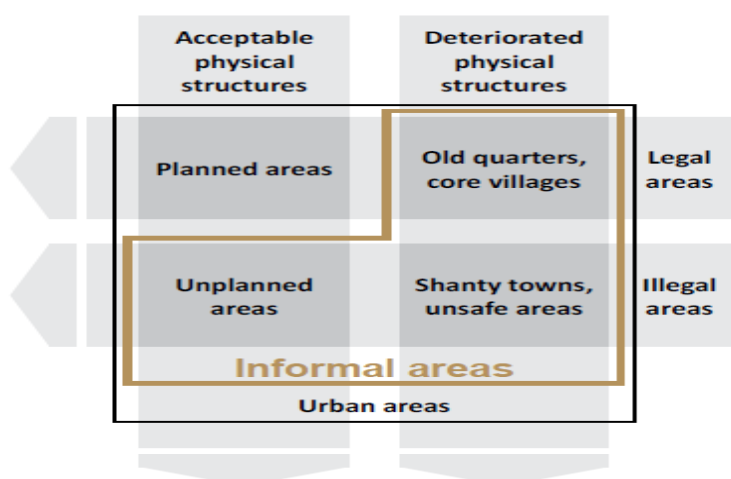 Acceptable
physical
structures
Deteriorated
physical
structures
Planned areas
Old quarters,
core villages
Legal
areas
Unplanned
areas
Shanty towns,
unsafe areas
Illegal
areas
Informal areas
Urban areas